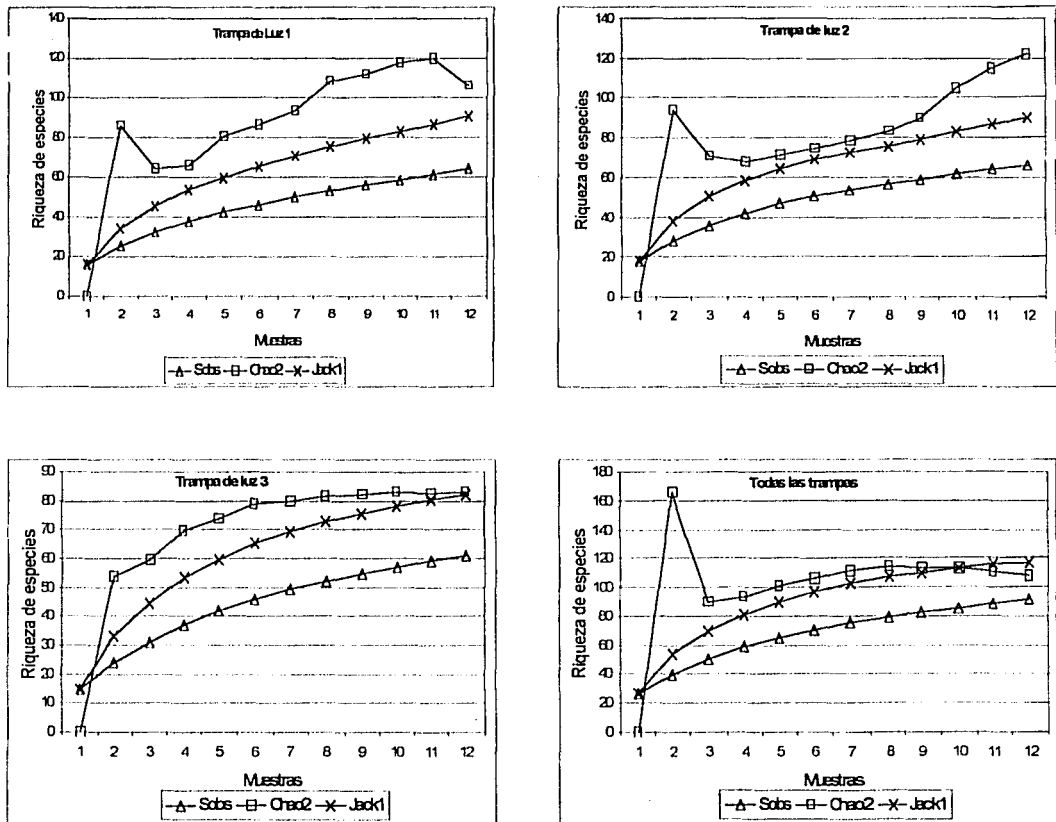 Trampa de Luz 1
Riqueza de especies
140
120
100
80
60
40
20
0
1 2 3 4 5 6 7 8 9 10 11 12
Muestras
Sobs Chao2 Jack1
Trampa de luz 2
Riqueza de especies
140
120
100
80
60
40
20
0
1 2 3 4 5 6 7 8 9 10 11 12
Muestras
Sobs Chao2 Jack1
Trampa de luz 3
Riqueza de especies
90
80
70
60
50
40
30
20
10
0
1 2 3 4 5 6 7 8 9 10 11 12
Muestras
Sobs Chao2 Jack1
Todas las trampas
Riqueza de especies
180
160
140
120
100
80
60
40
20
0
1 2 3 4 5 6 7 8 9 10 11 12
Muestras
Sobs Chao2 Jack1